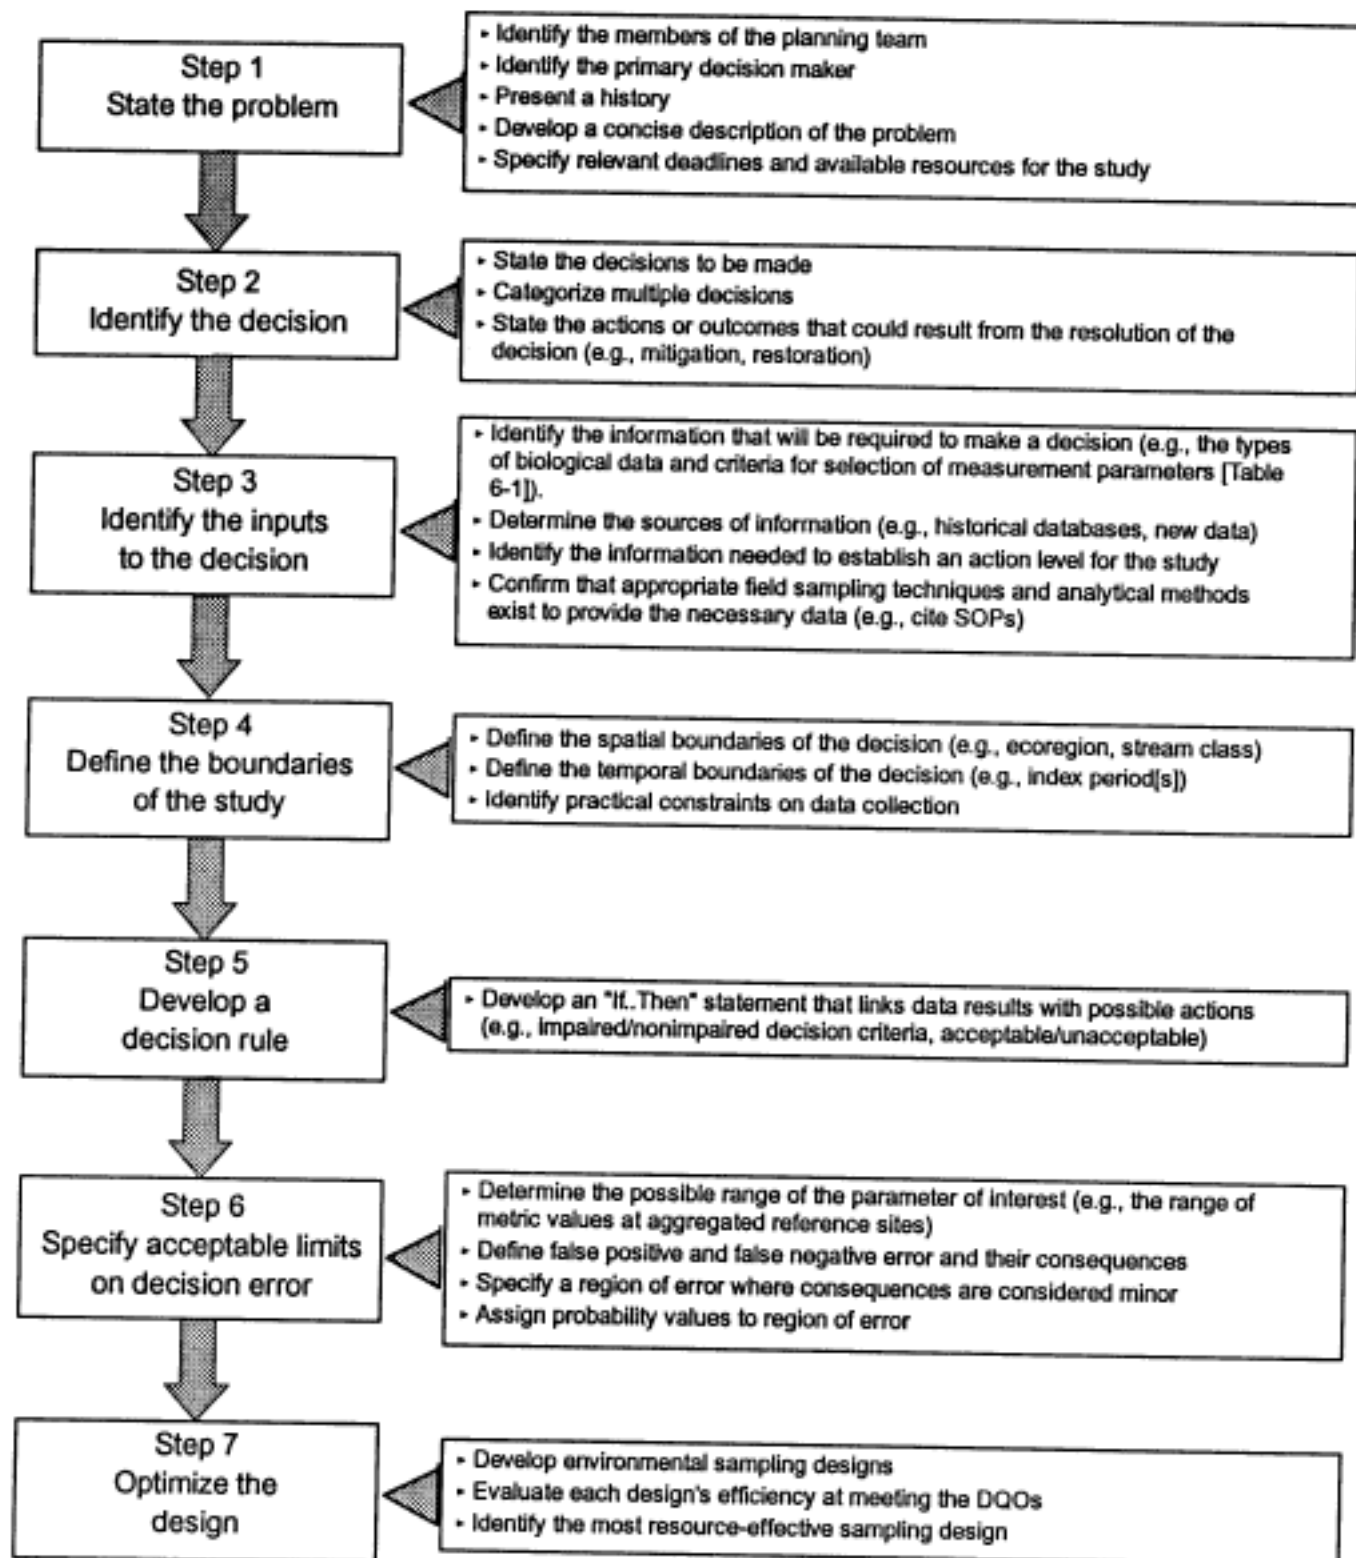 Step 1
State the problem
▸ Identify the members of the planning team
▸ Identify the primary decision maker
▸ Present a history
▸ Develop a concise description of the problem
▸ Specify relevant deadlines and available resources for the study
Step 2
Identify the decision
▸ State the decisions to be made
▸ Categorize multiple decisions
▸ State the actions or outcomes that could result from the resolution of the
decision (e.g., mitigation, restoration)
Step 3
Identify the inputs
to the decision
▸ Identify the information that will be required to make a decision (e.g., the types
of biological data and criteria for selection of measurement parameters [Table
6-1]).
▸ Determine the sources of information (e.g., historical databases, new data)
▸ Identify the information needed to establish an action level for the study
▸ Confirm that appropriate field sampling techniques and analytical methods
exist to provide the necessary data (e.g., cite SOPs)
Step 4
Define the boundaries
of the study
▸ Define the spatial boundaries of the decision (e.g., ecoregion, stream class)
▸ Define the temporal boundaries of the decision (e.g., index period[s])
▸ Identify practical constraints on data collection
Step 5
Develop a
decision rule
▸ Develop an "If..Then" statement that links data results with possible actions
(e.g., impaired/nonimpaired decision criteria, acceptable/unacceptable)
Step 6
Specify acceptable limits
on decision error
▸ Determine the possible range of the parameter of interest (e.g., the range of
metric values at aggregated reference sites)
▸ Define false positive and false negative error and their consequences
▸ Specify a region of error where consequences are considered minor
▸ Assign probability values to region of error
Step 7
Optimize the
design
▸ Develop environmental sampling designs
▸ Evaluate each design's efficiency at meeting the DQOs
▸ Identify the most resource-effective sampling design